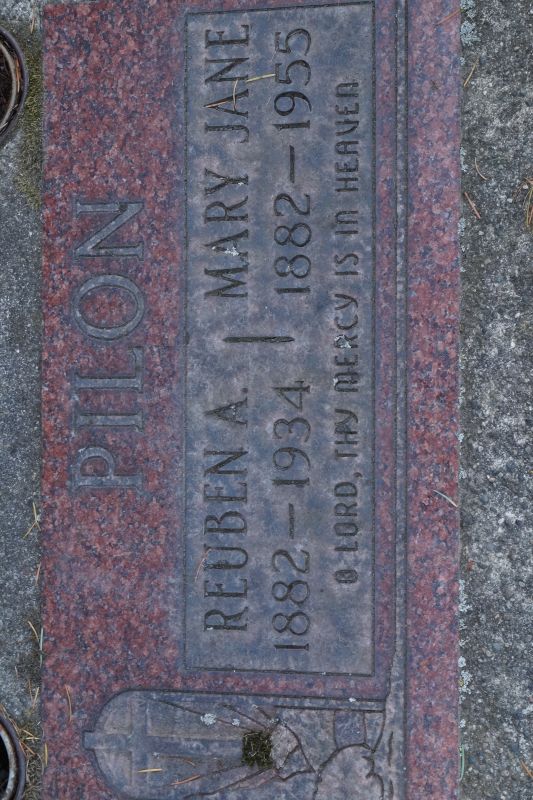 PILON
REUBEN A. | MARY JANE
1882–1934 | 1882–1955
O LORD, THY MERCY IS IN HEAVEN